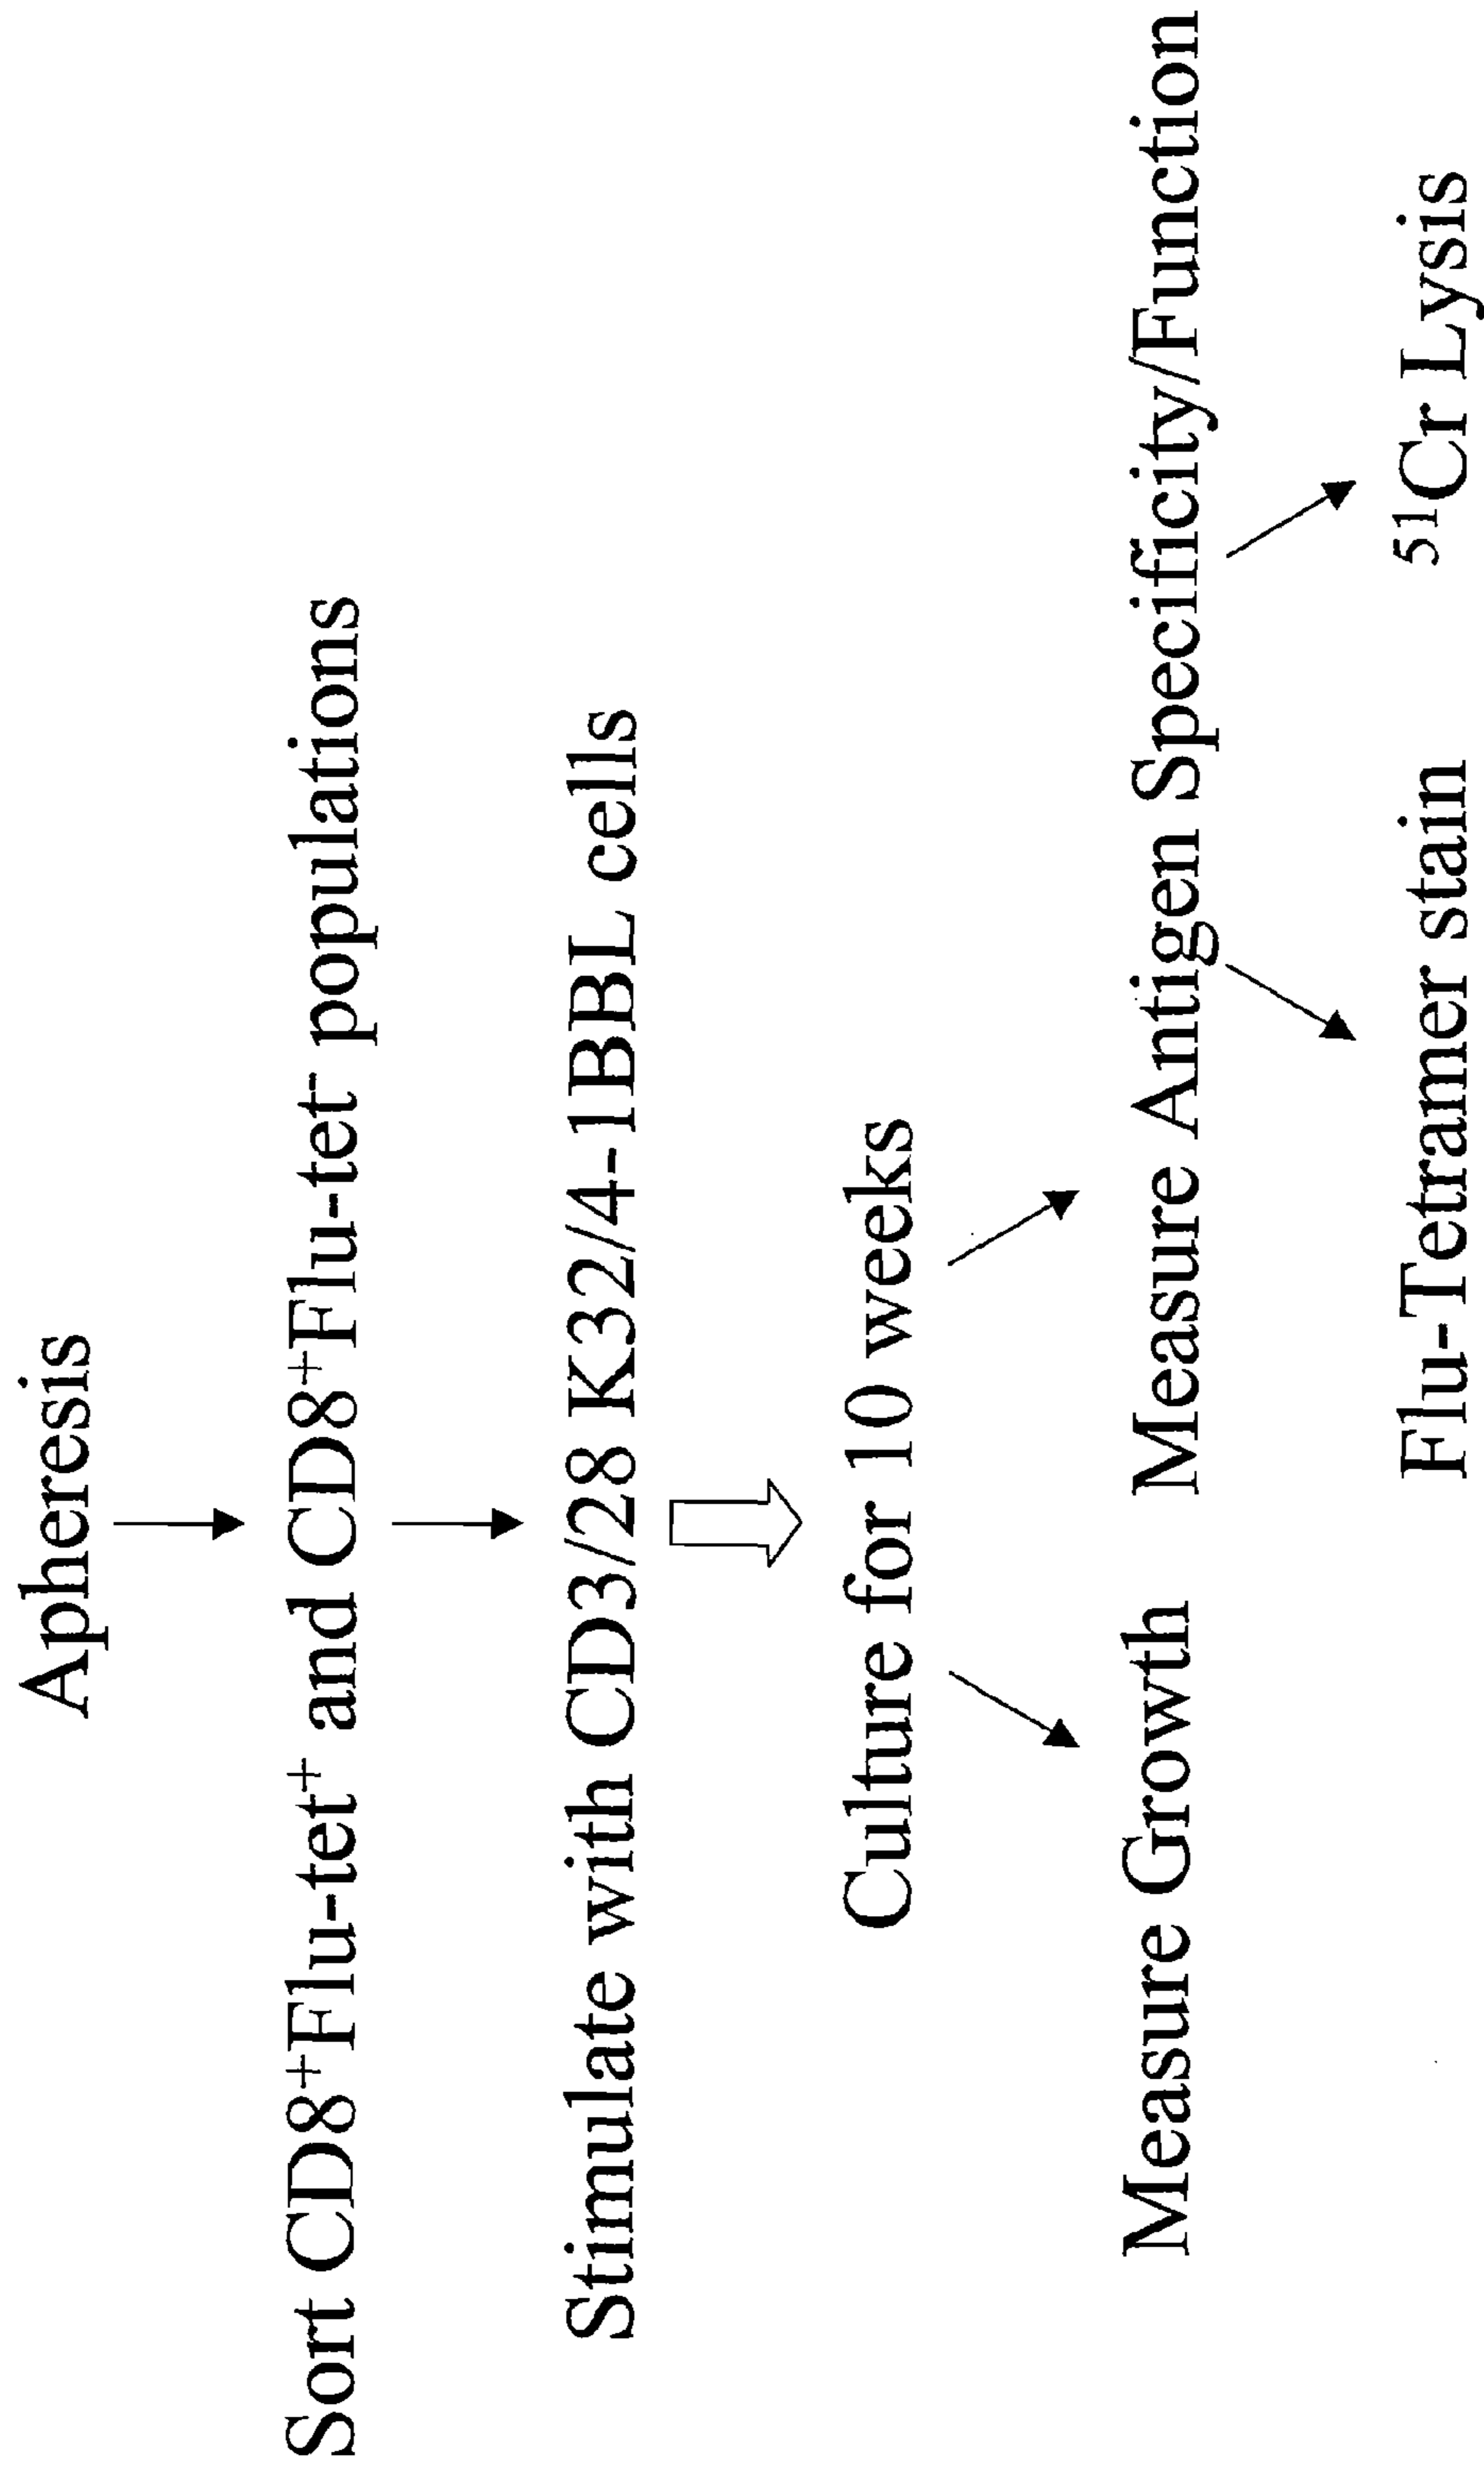 Apheresis
Sort CD8⁺Flu-tet⁺ and CD8⁺Flu-tet⁻ populations
Stimulate with CD3/28 K32/4-1BBL cells
Culture for 10 weeks
Measure Growth Measure Antigen Specificity/Function
Flu-Tetramer stain ⁵¹Cr Lysis